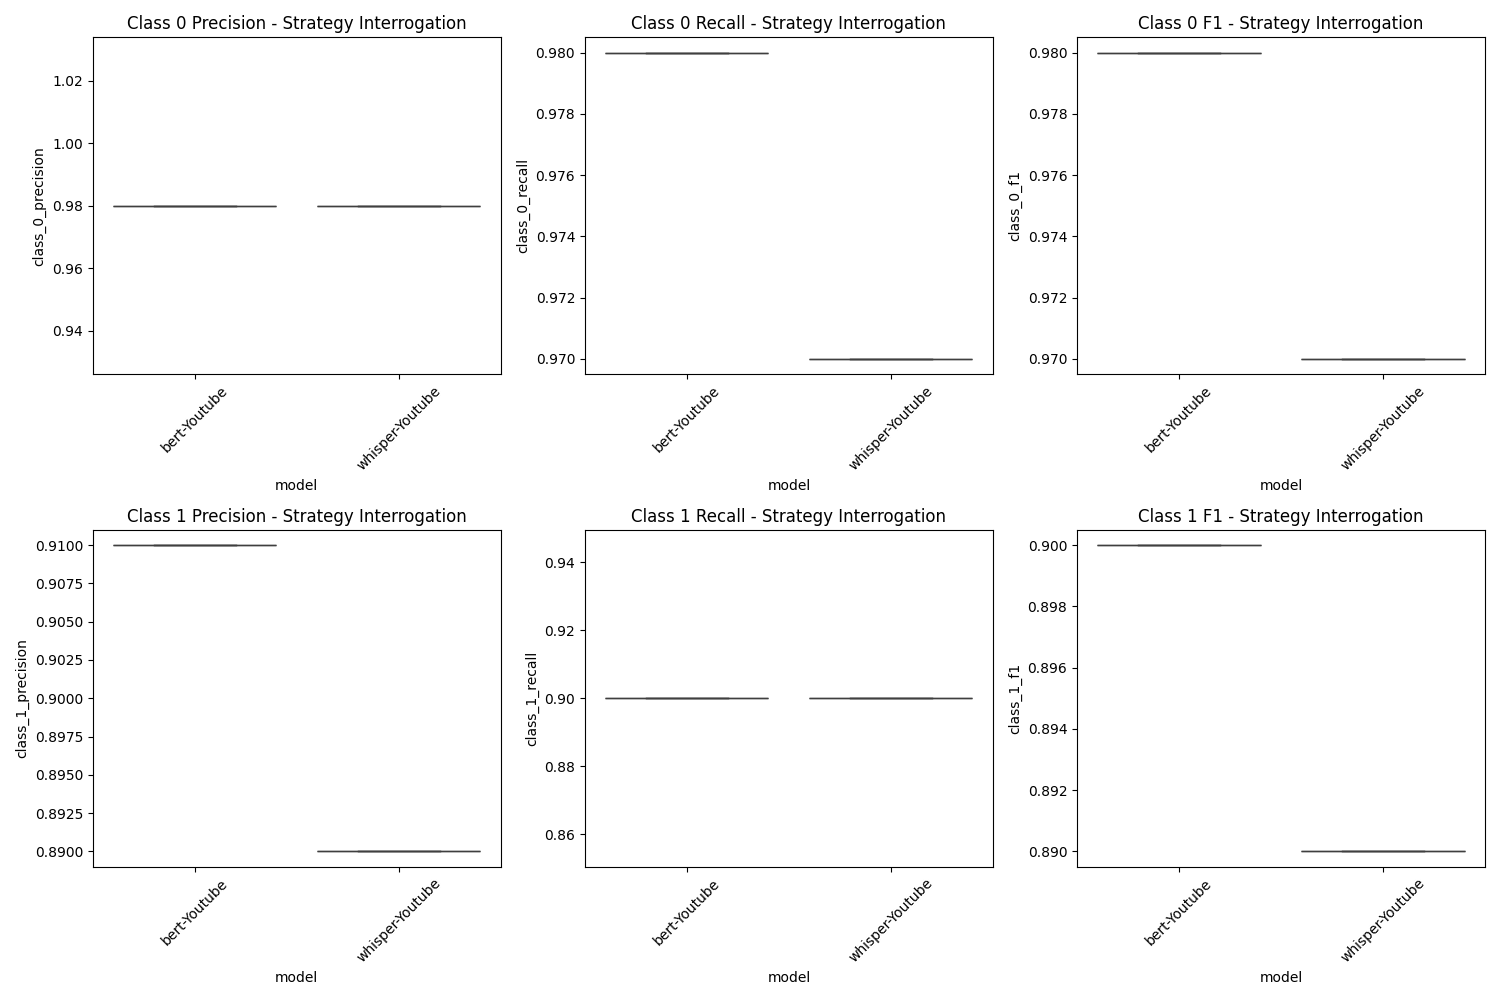 Class 0 Precision - Strategy Interrogation
1.02
1.00
0.98
0.96
0.94
class_0_precision
bert-Youtube
whisper-Youtube
model
Class 0 Recall - Strategy Interrogation
0.980
0.978
0.976
0.974
0.972
0.970
class_0_recall
bert-Youtube
whisper-Youtube
model
Class 0 F1 - Strategy Interrogation
0.980
0.978
0.976
0.974
0.972
0.970
class_0_f1
bert-Youtube
whisper-Youtube
model
Class 1 Precision - Strategy Interrogation
0.9100
0.9075
0.9050
0.9025
0.9000
0.8975
0.8950
0.8925
0.8900
class_1_precision
bert-Youtube
whisper-Youtube
model
Class 1 Recall - Strategy Interrogation
0.94
0.92
0.90
0.88
0.86
class_1_recall
bert-Youtube
whisper-Youtube
model
Class 1 F1 - Strategy Interrogation
0.900
0.898
0.896
0.894
0.892
0.890
class_1_f1
bert-Youtube
whisper-Youtube
model